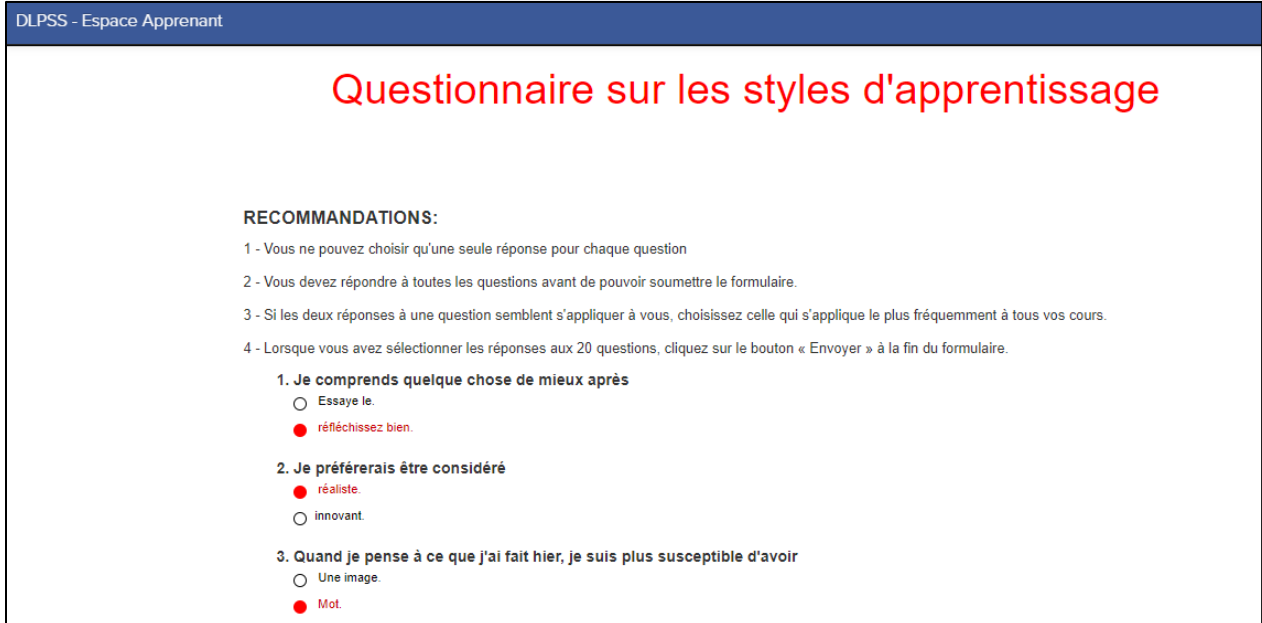 DLPSS - Espace Apprenant
Questionnaire sur les styles d'apprentissage
RECOMMANDATIONS:
1 - Vous ne pouvez choisir qu'une seule réponse pour chaque question
2 - Vous devez répondre à toutes les questions avant de pouvoir soumettre le formulaire.
3 - Si les deux réponses à une question semblent s'appliquer à vous, choisissez celle qui s'applique le plus fréquemment à tous vos cours.
4 - Lorsque vous avez sélectionner les réponses aux 20 questions, cliquez sur le bouton « Envoyer » à la fin du formulaire.
1. Je comprends quelque chose de mieux après
Essaye le.
réfléchissez bien.
2. Je préférerais être considéré
réaliste.
innovant.
3. Quand je pense à ce que j'ai fait hier, je suis plus susceptible d'avoir
Une image.
Mot.